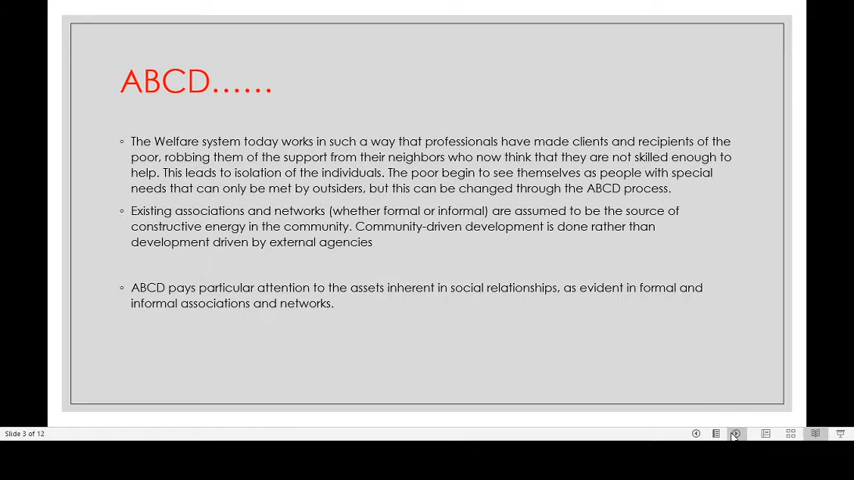 ABCD......
◦ The Welfare system today works in such a way that professionals have made clients and recipients of the
poor, robbing them of the support from their neighbors who now think that they are not skilled enough to
help. This leads to isolation of the individuals. The poor begin to see themselves as people with special
needs that can only be met by outsiders, but this can be changed through the ABCD process.
◦ Existing associations and networks (whether formal or informal) are assumed to be the source of
constructive energy in the community. Community-driven development is done rather than
development driven by external agencies
◦ ABCD pays particular attention to the assets inherent in social relationships, as evident in formal and
informal associations and networks.
Slide 3 of 12